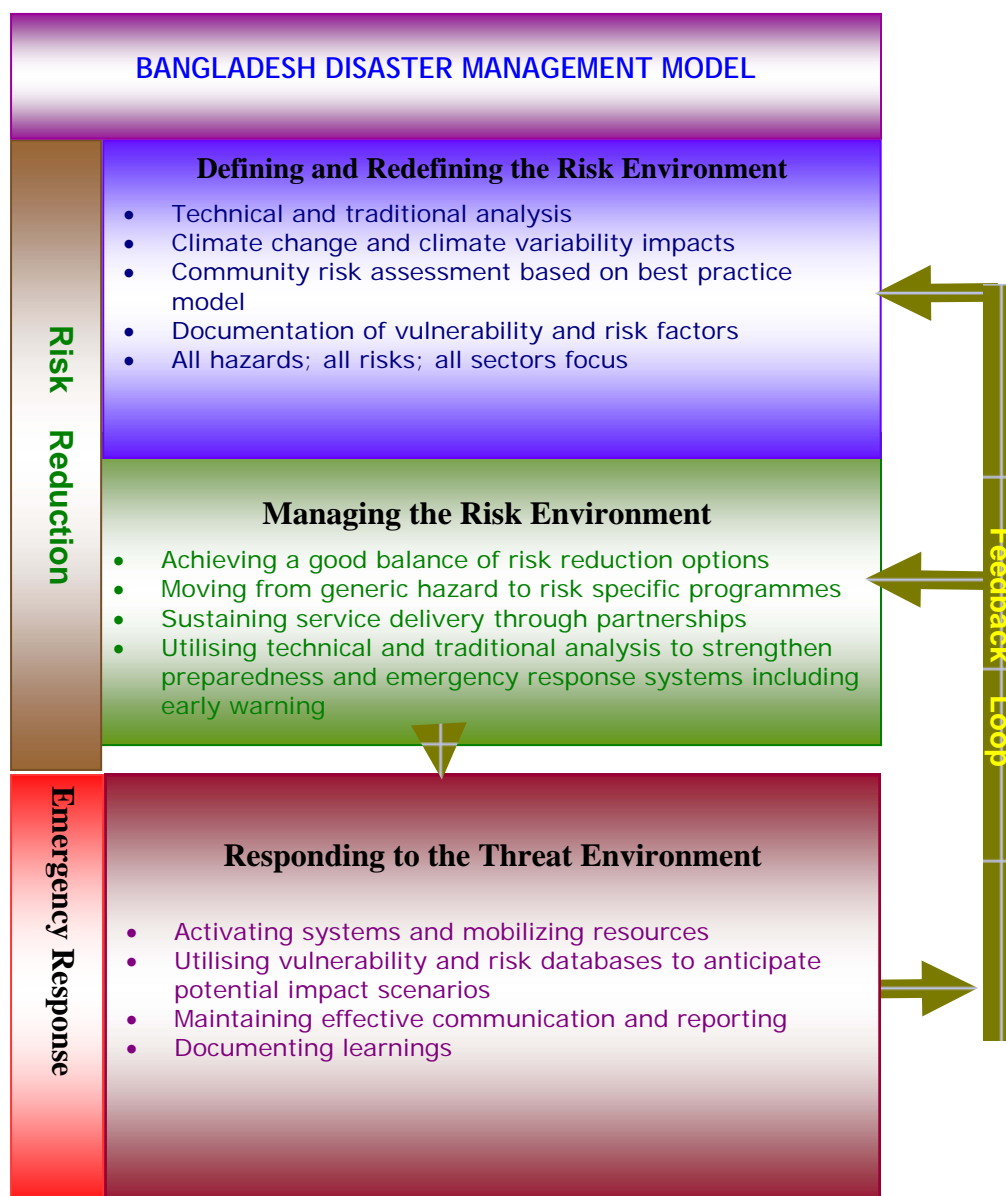 BANGLADESH DISASTER MANAGEMENT MODEL
Risk Reduction
Defining and Redefining the Risk Environment
• Technical and traditional analysis
• Climate change and climate variability impacts
• Community risk assessment based on best practice
model
• Documentation of vulnerability and risk factors
• All hazards; all risks; all sectors focus
Managing the Risk Environment
• Achieving a good balance of risk reduction options
• Moving from generic hazard to risk specific programmes
• Sustaining service delivery through partnerships
• Utilising technical and traditional analysis to strengthen
preparedness and emergency response systems including
early warning
Feedback Loop
Emergency Response
Responding to the Threat Environment
• Activating systems and mobilizing resources
• Utilising vulnerability and risk databases to anticipate
potential impact scenarios
• Maintaining effective communication and reporting
• Documenting learnings